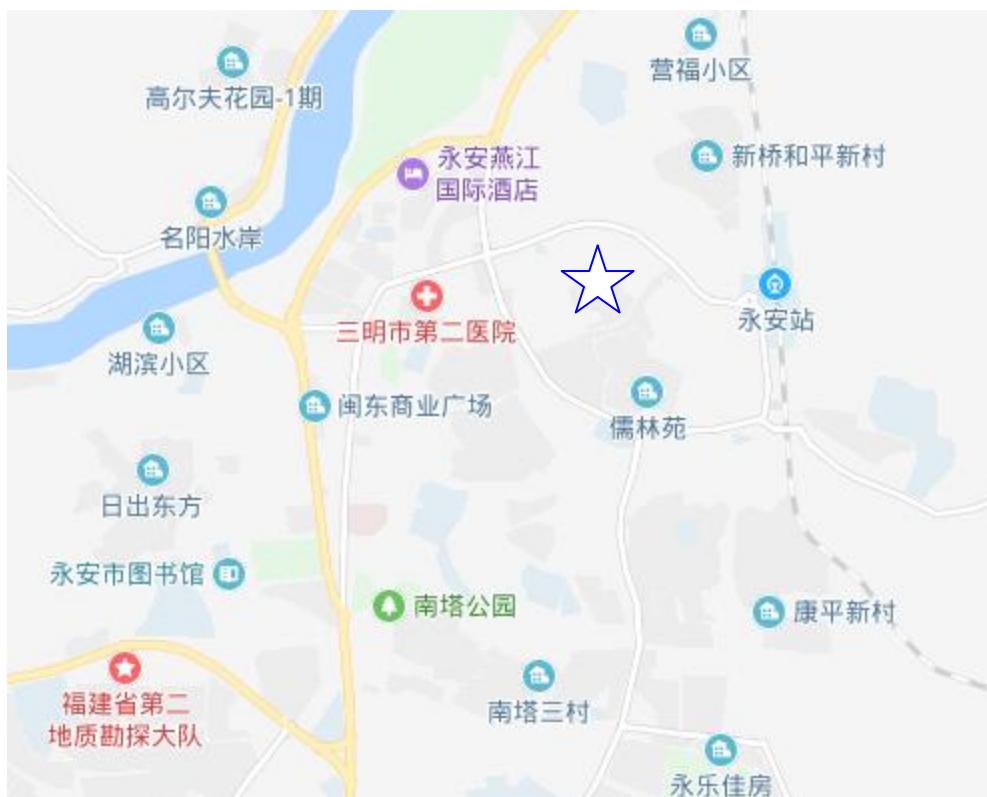 营福小区
高尔夫花园-1期
永安燕江
国际酒店
新桥和平新村
名阳水岸
三明市第二医院
永安站
湖滨小区
闽东商业广场
儒林苑
日出东方
永安市图书馆
南塔公园
康平新村
福建省第二
地质勘探大队
南塔三村
永乐佳房